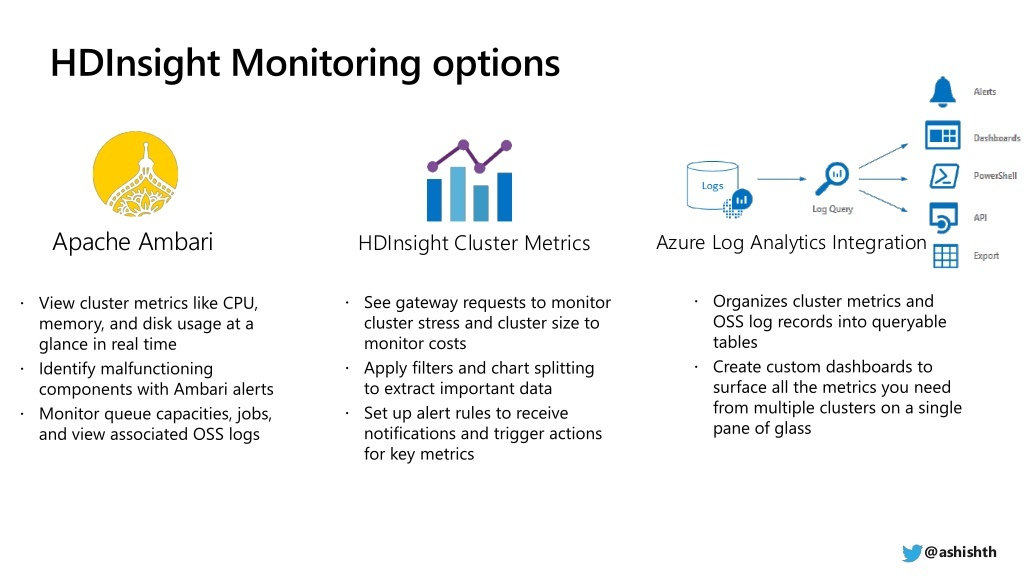 HDInsight Monitoring options
Apache Ambari
· View cluster metrics like CPU,
memory, and disk usage at a
glance in real time
· Identify malfunctioning
components with Ambari alerts
· Monitor queue capacities, jobs,
and view associated OSS logs
HDInsight Cluster Metrics
· See gateway requests to monitor
cluster stress and cluster size to
monitor costs
· Apply filters and chart splitting
to extract important data
· Set up alert rules to receive
notifications and trigger actions
for key metrics
Logs
Log Query
Alerts
Dashboards
PowerShell
API
Export
Azure Log Analytics Integration
· Organizes cluster metrics and
OSS log records into queryable
tables
· Create custom dashboards to
surface all the metrics you need
from multiple clusters on a single
pane of glass
@ashishth